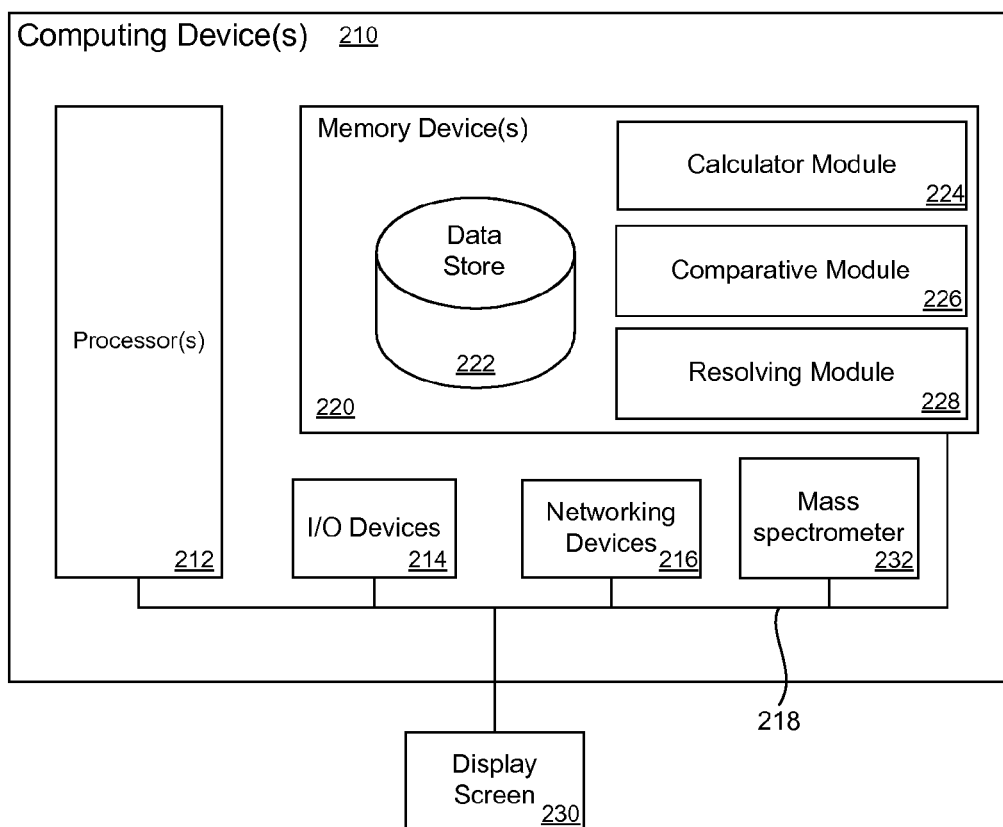 Computing Device(s) 210
Memory Device(s)
Calculator Module
224
Data
Store
Comparative Module
226
Processor(s)
222
Resolving Module
220
228
I/O Devices
Networking
Devices
Mass
spectrometer
212
214
216
232
218
Display
Screen
230